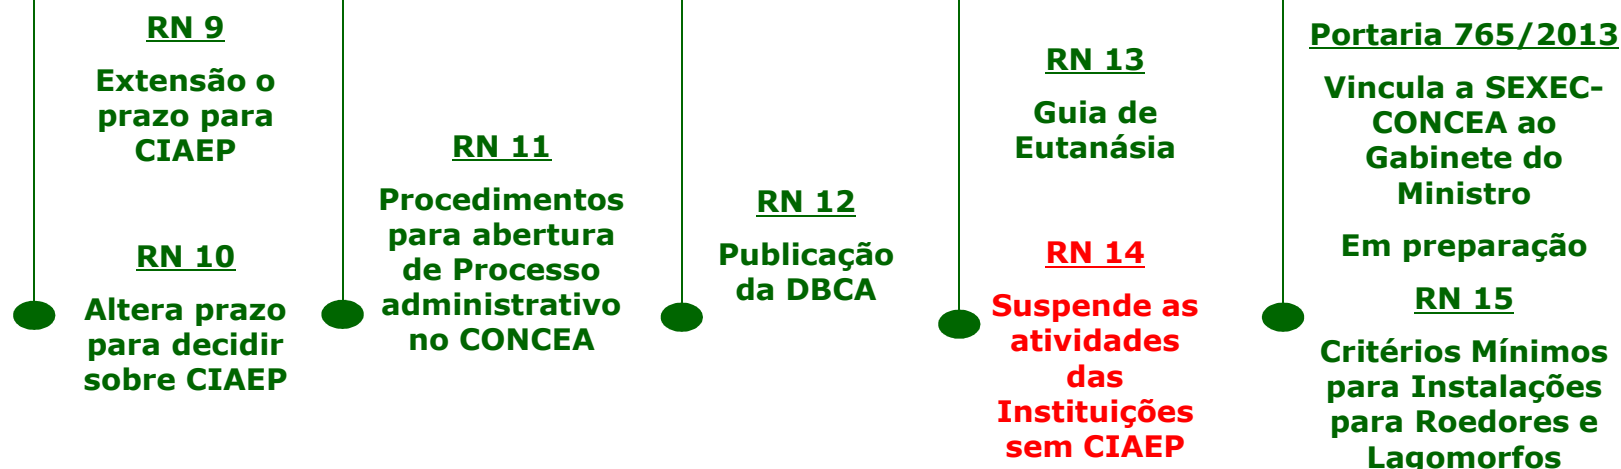 RN 9
Extensão o
prazo para
CIAEP
RN 10
Altera prazo
para decidir
sobre CIAEP
RN 11
Procedimentos
para abertura
de Processo
administrativo
no CONCEA
RN 12
Publicação
da DBCA
RN 13
Guia de
Eutanásia
RN 14
Suspende as
atividades
das
Instituições
sem CIAEP
Portaria 765/2013
Vincula a SEXEC-
CONCEA ao
Gabinete do
Ministro
Em preparação
RN 15
Critérios Mínimos
para Instalações
para Roedores e
Lagomorfos